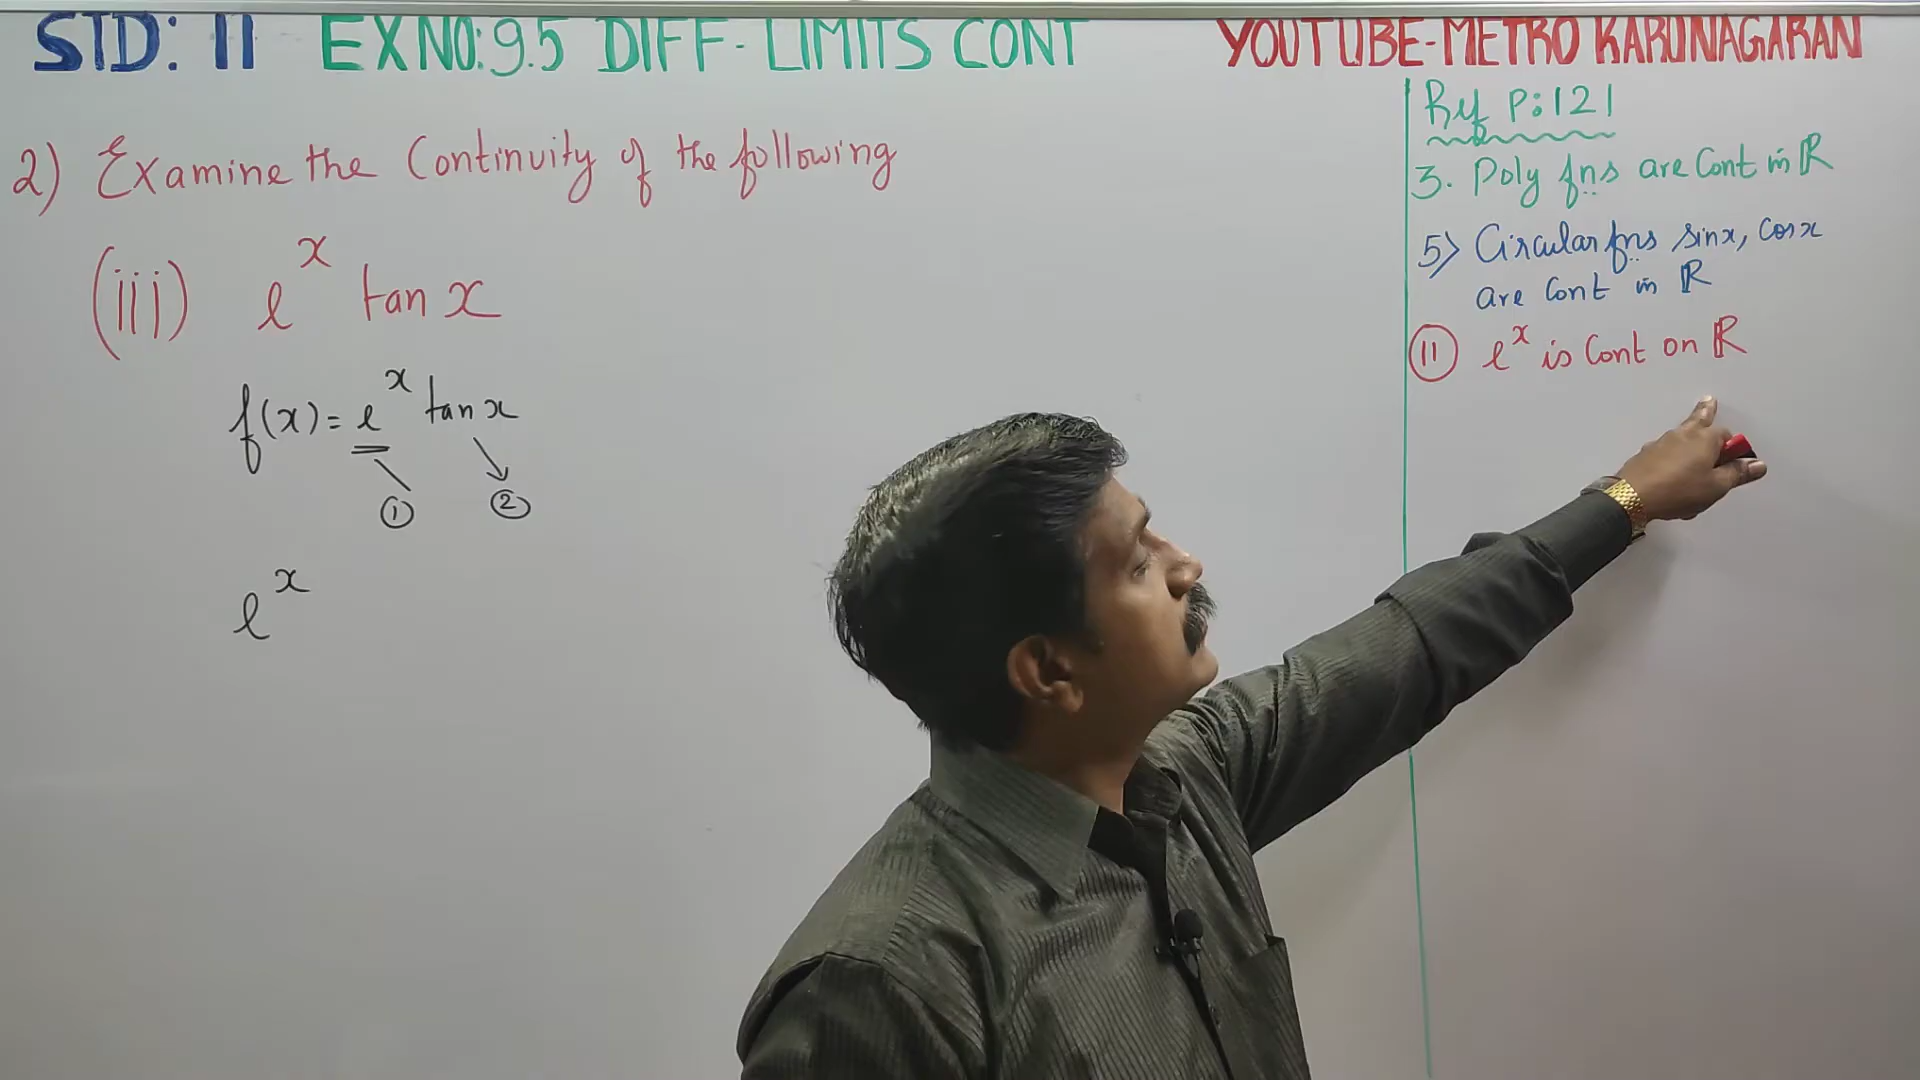 STD: 11 EX NO: 9.5 DIFF - LIMITS CONT YOUTUBE-METRO KARUNAGARAN
2) Examine the Continuity of the following
(iii) e^x tan x
f(x) = e^x tan x
① ②
e^x
Ref P: 121
3. Poly fns are Cont in ℝ
5) Circular fns sinx, cosx
are Cont in ℝ
⑪ e^x is Cont on ℝ